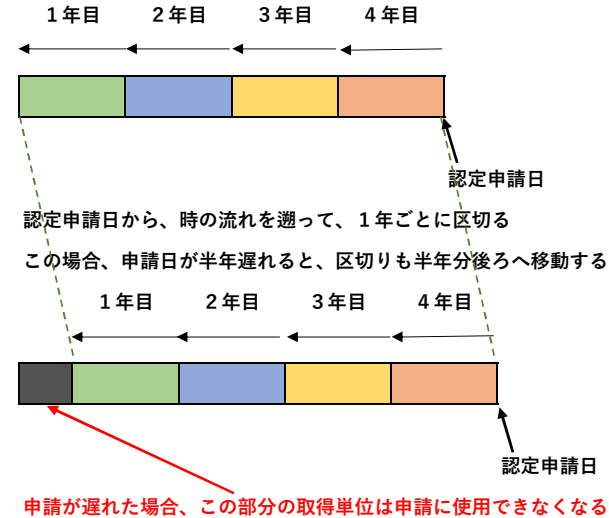 １年目 ２年目 ３年目 ４年目
認定申請日
認定申請日から、時の流れを遡って、１年ごとに区切る
この場合、申請日が半年遅れると、区切りも半年分後ろへ移動する
１年目 ２年目 ３年目 ４年目
認定申請日
申請が遅れた場合、この部分の取得単位は申請に使用できなくなる